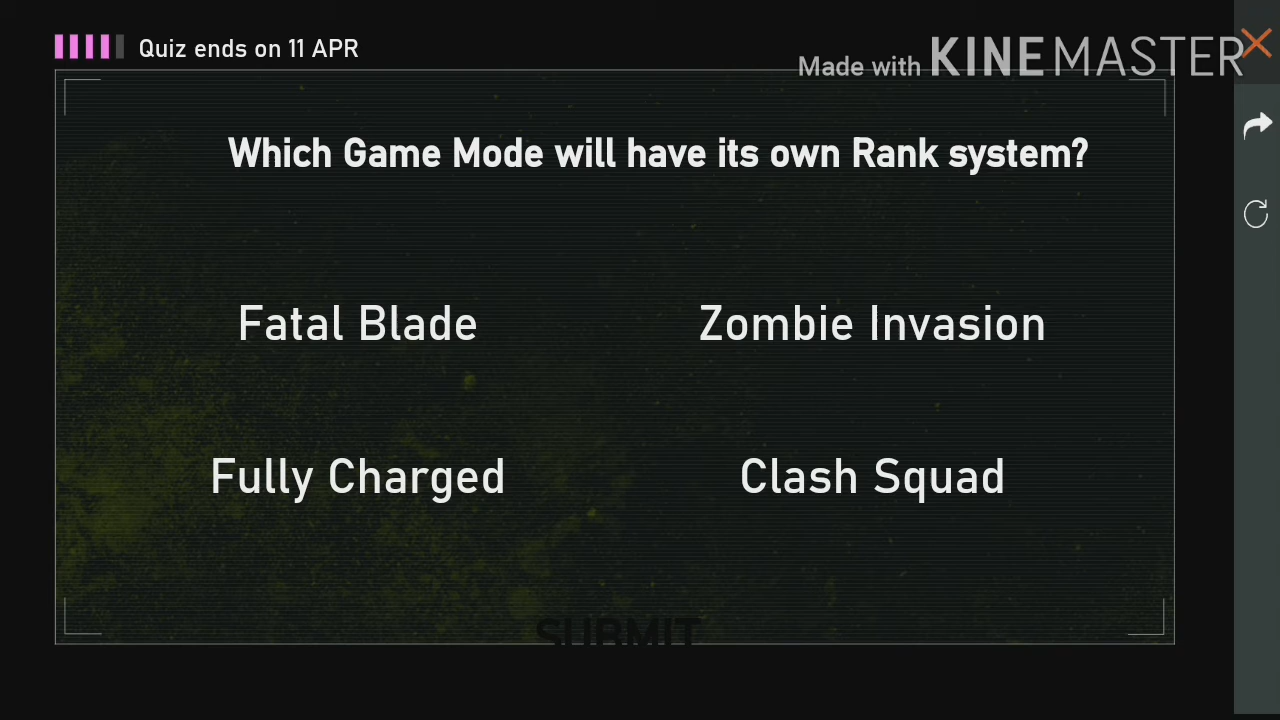 Quiz ends on 11 APR
Made with KINEMASTER
Which Game Mode will have its own Rank system?
Fatal Blade
Zombie Invasion
Fully Charged
Clash Squad
SUBMIT